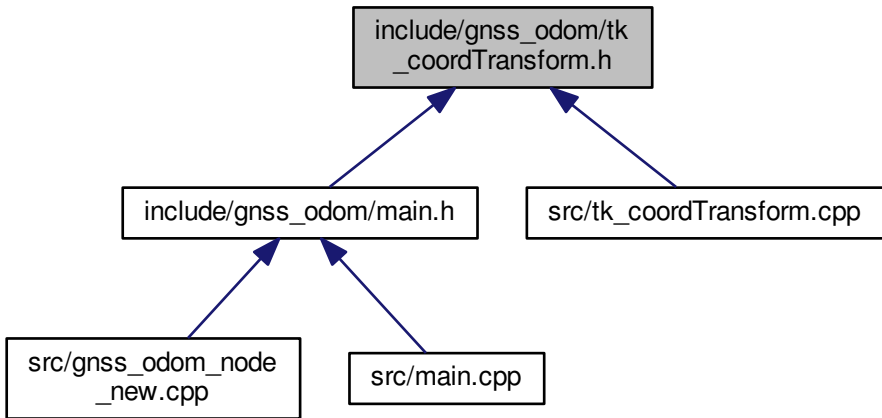 include/gnss_odom/tk
_coordTransform.h
include/gnss_odom/main.h
src/tk_coordTransform.cpp
src/gnss_odom_node
_new.cpp
src/main.cpp